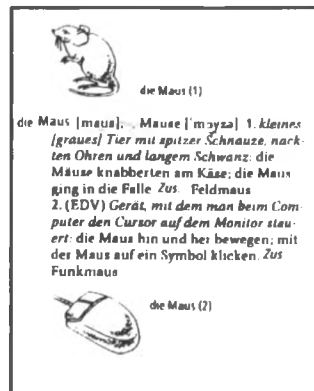 die Maus (1)
die Maus [maus]; Mäuse ['mɔyzə] 1. kleines
[graues] Tier mit spitzer Schnauze, nack-
ten Ohren und langem Schwanz: die
Mäuse knabberten am Käse; die Maus
ging in die Falle Zus. Feldmaus
2. (EDV) Gerät, mit dem man beim Com-
puter den Cursor auf dem Monitor steu-
ert: die Maus hin und her bewegen; mit
der Maus auf ein Symbol klicken. Zus
Funkmaus
die Maus (2)